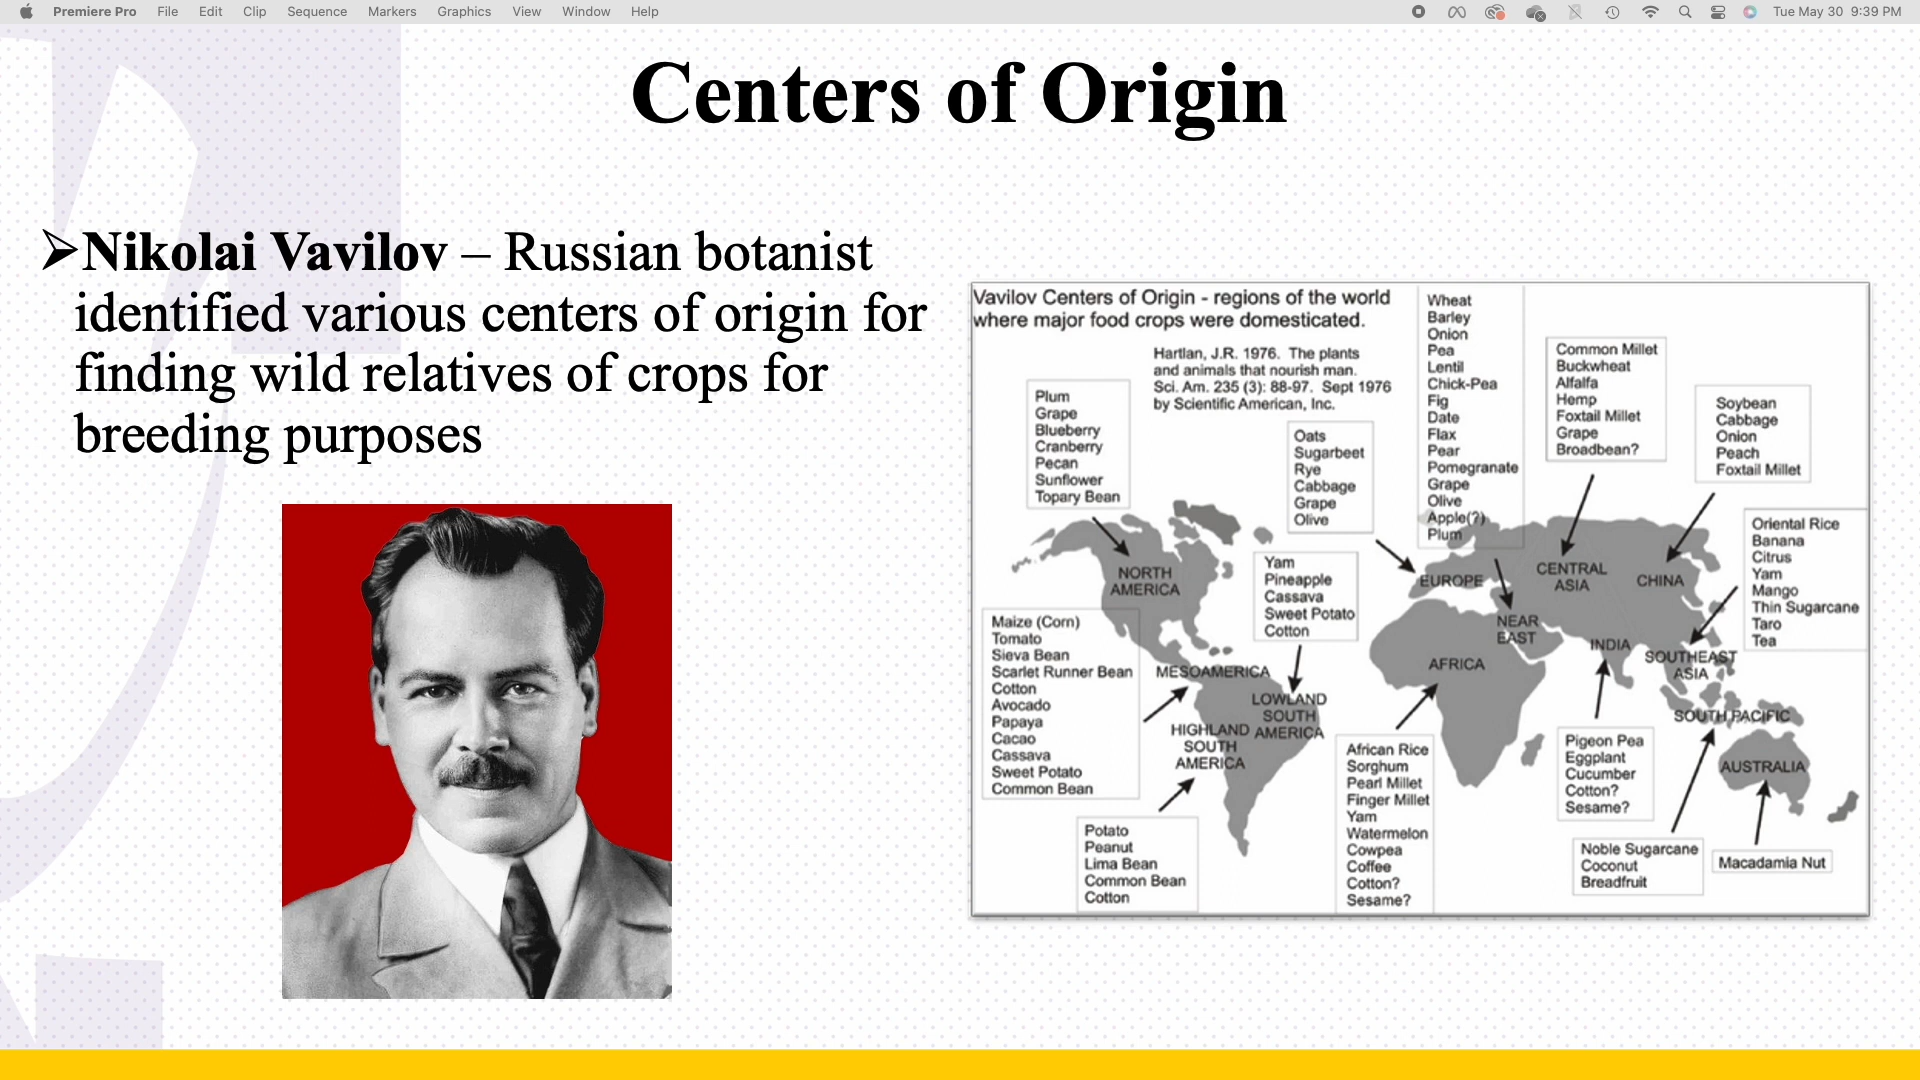 Premiere Pro File Edit Clip Sequence Markers Graphics View Window Help Tue May 30 9:39 PM
Centers of Origin
➢Nikolai Vavilov – Russian botanist
identified various centers of origin for
finding wild relatives of crops for
breeding purposes
Vavilov Centers of Origin - regions of the world
where major food crops were domesticated.
Hartlan, J.R. 1976. The plants
and animals that nourish man.
Sci. Am. 235 (3): 88-97. Sept 1976
by Scientific American, Inc.
Plum
Grape
Blueberry
Cranberry
Pecan
Sunflower
Topary Bean
Oats
Sugarbeet
Rye
Cabbage
Grape
Olive
Wheat
Barley
Onion
Pea
Lentil
Chick-Pea
Fig
Date
Flax
Pear
Pomegranate
Grape
Olive
Apple(?)
Plum
Common Millet
Buckwheat
Alfalfa
Hemp
Foxtail Millet
Grape
Broadbean?
Soybean
Cabbage
Onion
Peach
Foxtail Millet
Oriental Rice
Banana
Citrus
Yam
Mango
Thin Sugarcane
Taro
Tea
Yam
Pineapple
Cassava
Sweet Potato
Cotton
Maize (Corn)
Tomato
Sieva Bean
Scarlet Runner Bean
Cotton
Avocado
Papaya
Cacao
Cassava
Sweet Potato
Common Bean
NORTH
AMERICA
EUROPE
CENTRAL
ASIA
CHINA
NEAR
EAST
INDIA
SOUTHEAST
ASIA
AFRICA
MESOAMERICA
LOWLAND
SOUTH
AMERICA
HIGHLAND
SOUTH
AMERICA
SOUTH PACIFIC
AUSTRALIA
Potato
Peanut
Lima Bean
Common Bean
Cotton
African Rice
Sorghum
Pearl Millet
Finger Millet
Yam
Watermelon
Cowpea
Coffee
Cotton?
Sesame?
Pigeon Pea
Eggplant
Cucumber
Cotton?
Sesame?
Noble Sugarcane
Coconut
Breadfruit
Macadamia Nut